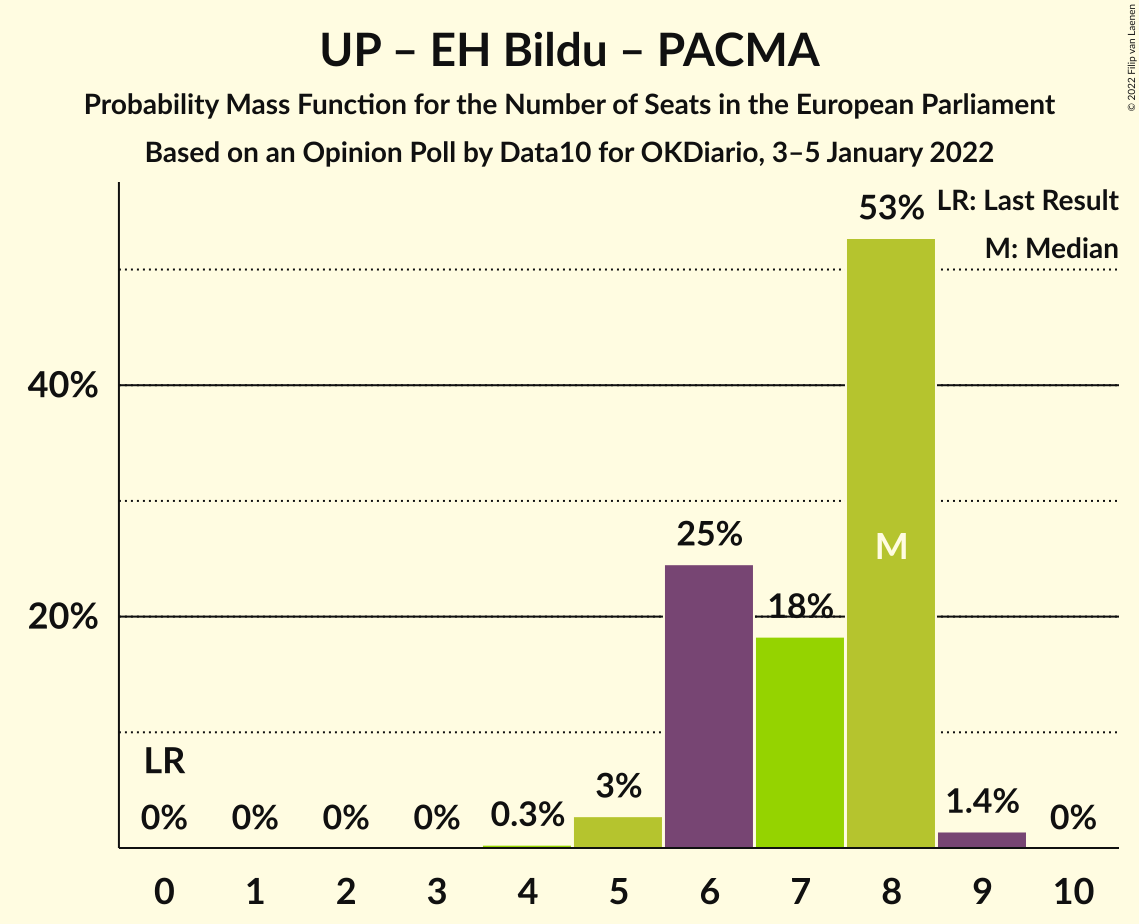 UP – EH Bildu – PACMA
Probability Mass Function for the Number of Seats in the European Parliament
Based on an Opinion Poll by Data10 for OKDiario, 3–5 January 2022
© 2022 Filip van Laenen
LR: Last Result
M: Median
53%
40%
25%
M
20%
18%
LR
0%
0%
0%
0%
0.3%
3%
1.4%
0%
0 1 2 3 4 5 6 7 8 9 10